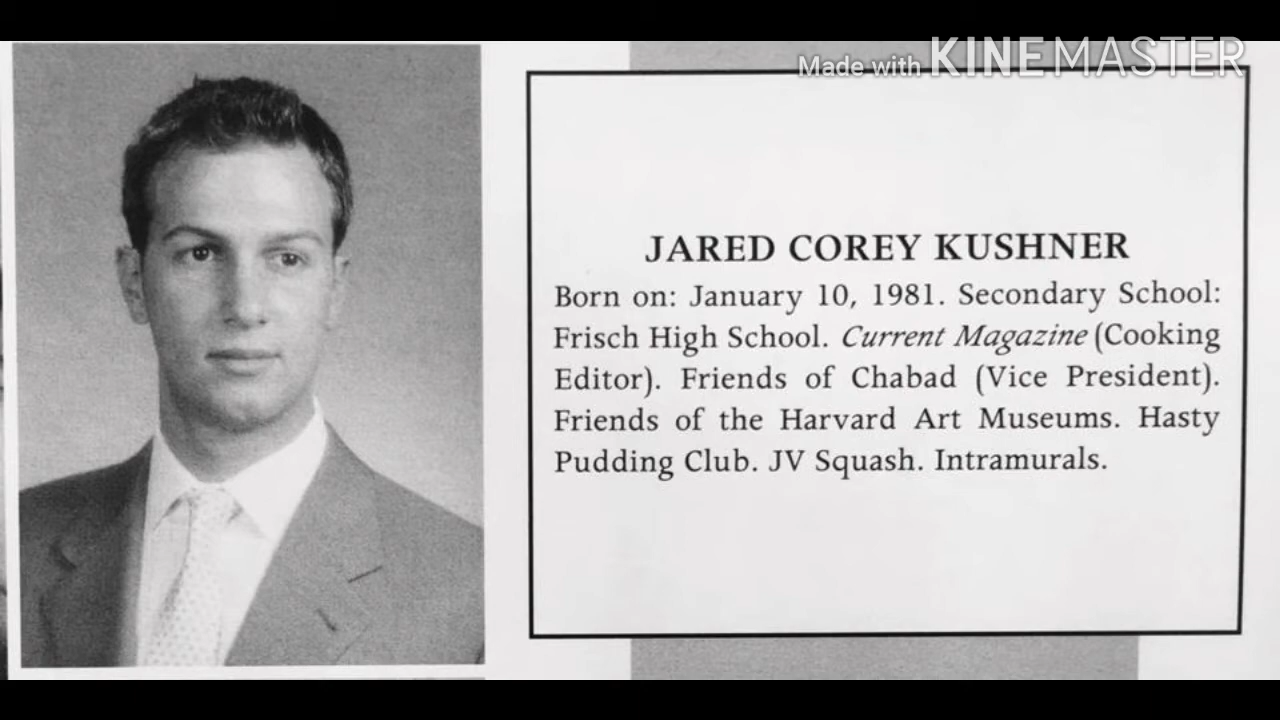 Made with KINEMASTER
JARED COREY KUSHNER
Born on: January 10, 1981. Secondary School:
Frisch High School. Current Magazine (Cooking
Editor). Friends of Chabad (Vice President).
Friends of the Harvard Art Museums. Hasty
Pudding Club. JV Squash. Intramurals.